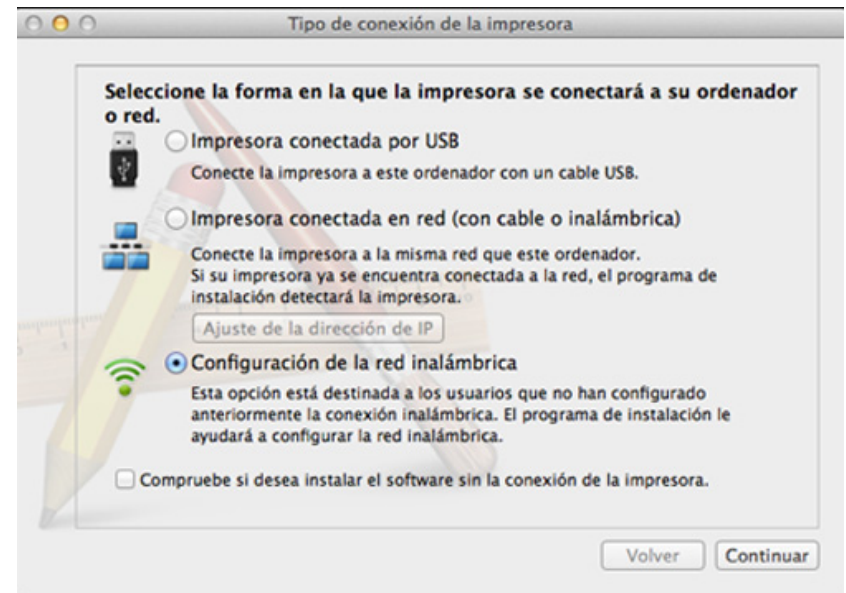 Tipo de conexión de la impresora
Seleccione la forma en la que la impresora se conectará a su ordenador
o red.
Impresora conectada por USB
Conecte la impresora a este ordenador con un cable USB.
Impresora conectada en red (con cable o inalámbrica)
Conecte la impresora a la misma red que este ordenador.
Si su impresora ya se encuentra conectada a la red, el programa de
instalación detectará la impresora.
Ajuste de la dirección de IP
Configuración de la red inalámbrica
Esta opción está destinada a los usuarios que no han configurado
anteriormente la conexión inalámbrica. El programa de instalación le
ayudará a configurar la red inalámbrica.
Compruebe si desea instalar el software sin la conexión de la impresora.
Volver
Continuar